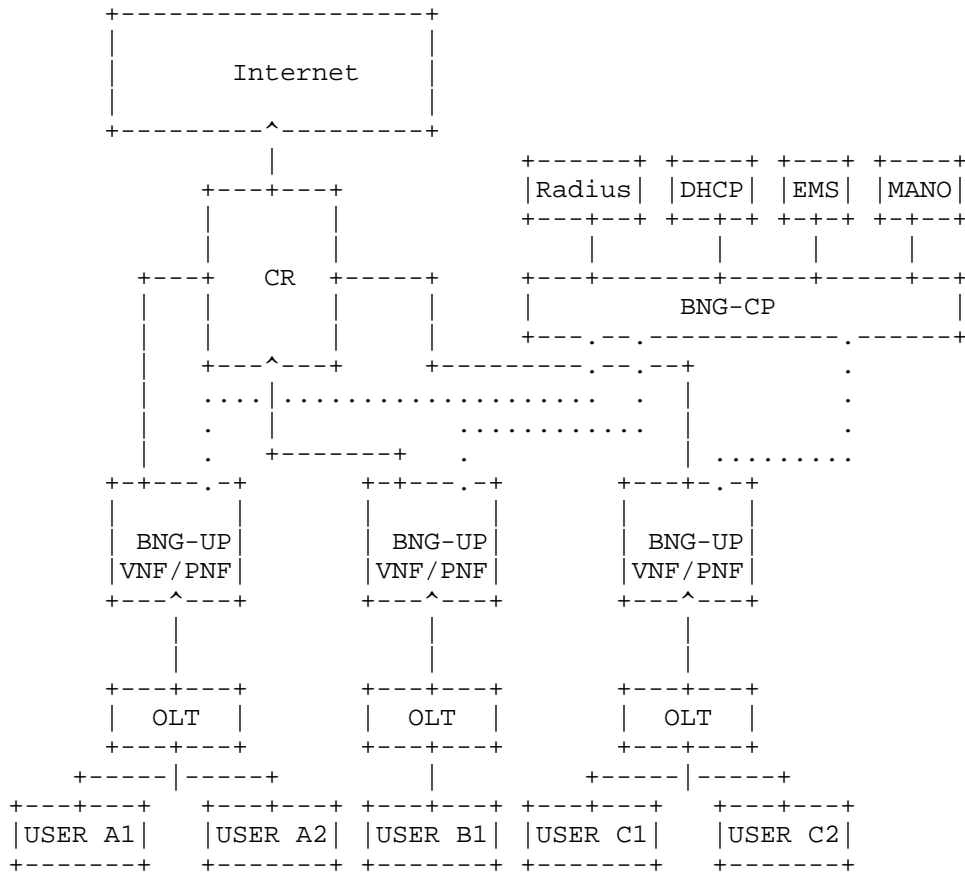 Internet
Radius DHCP EMS MANO
CR
BNG-CP
BNG-UP BNG-UP BNG-UP
VNF/PNF VNF/PNF VNF/PNF
OLT OLT OLT
USER A1 USER A2 USER B1 USER C1 USER C2